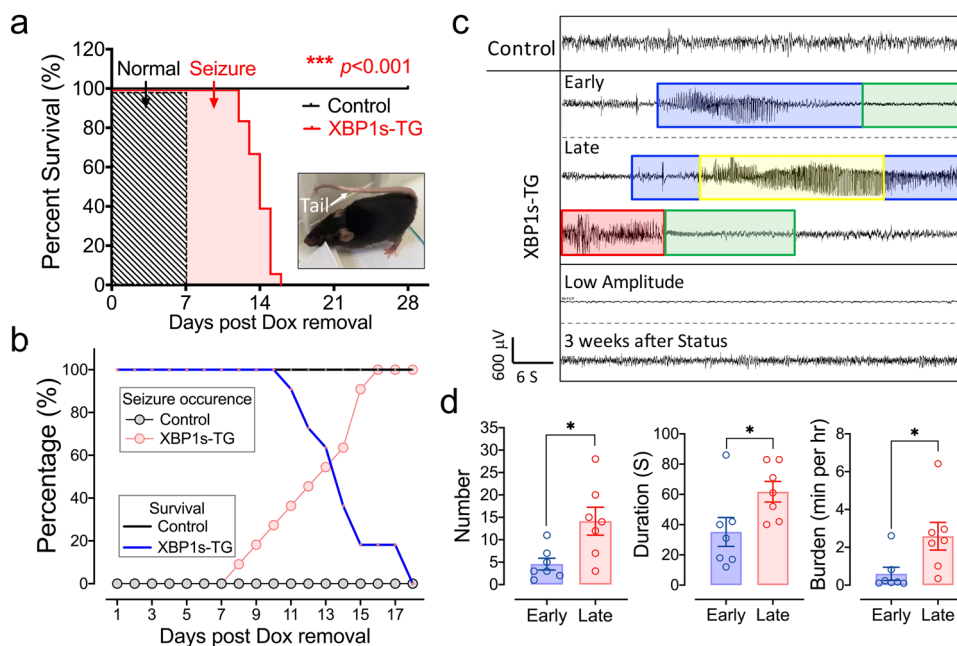 a
120
100
80
60
40
20
0
Percent Survival (%)
Normal
Seizure
*** p<0.001
Control
XBP1s-TG
Tail
0 7 14 21 28
Days post Dox removal
b
100
80
60
40
20
0
Percentage (%)
Seizure occurence
Control
XBP1s-TG
Survival
Control
XBP1s-TG
1 3 5 7 9 11 13 15 17
Days post Dox removal
c
Control
XBP1s-TG
Early
Late
Low Amplitude
3 weeks after Status
600 μV
6 S
d
Number
35
30
25
20
15
10
5
0
*
Early Late
Duration (S)
100
80
60
40
20
0
*
Early Late
Burden (min per hr)
8
6
4
2
0
*
Early Late